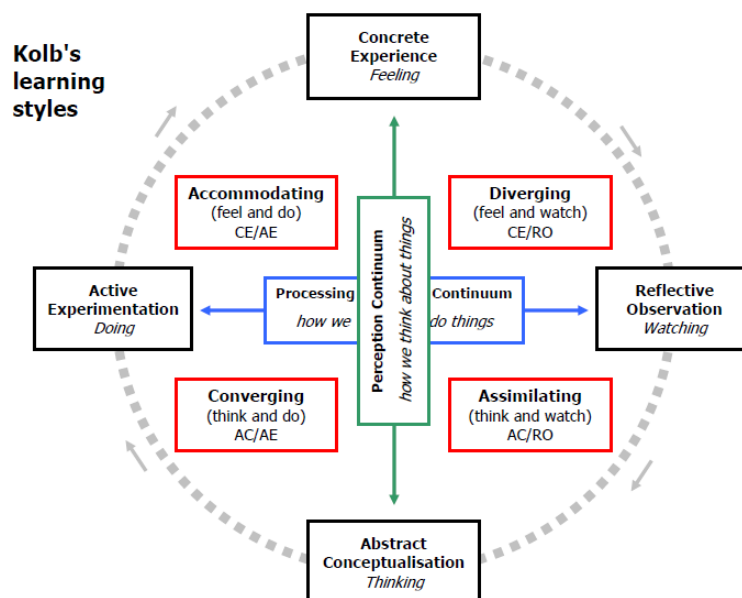 Kolb's
learning
styles
Concrete
Experience
Feeling
Accommodating
(feel and do)
CE/AE
Diverging
(feel and watch)
CE/RO
Active
Experimentation
Doing
Processing Continuum
how we do things
Perception Continuum
how we think about things
Reflective
Observation
Watching
Converging
(think and do)
AC/AE
Assimilating
(think and watch)
AC/RO
Abstract
Conceptualisation
Thinking